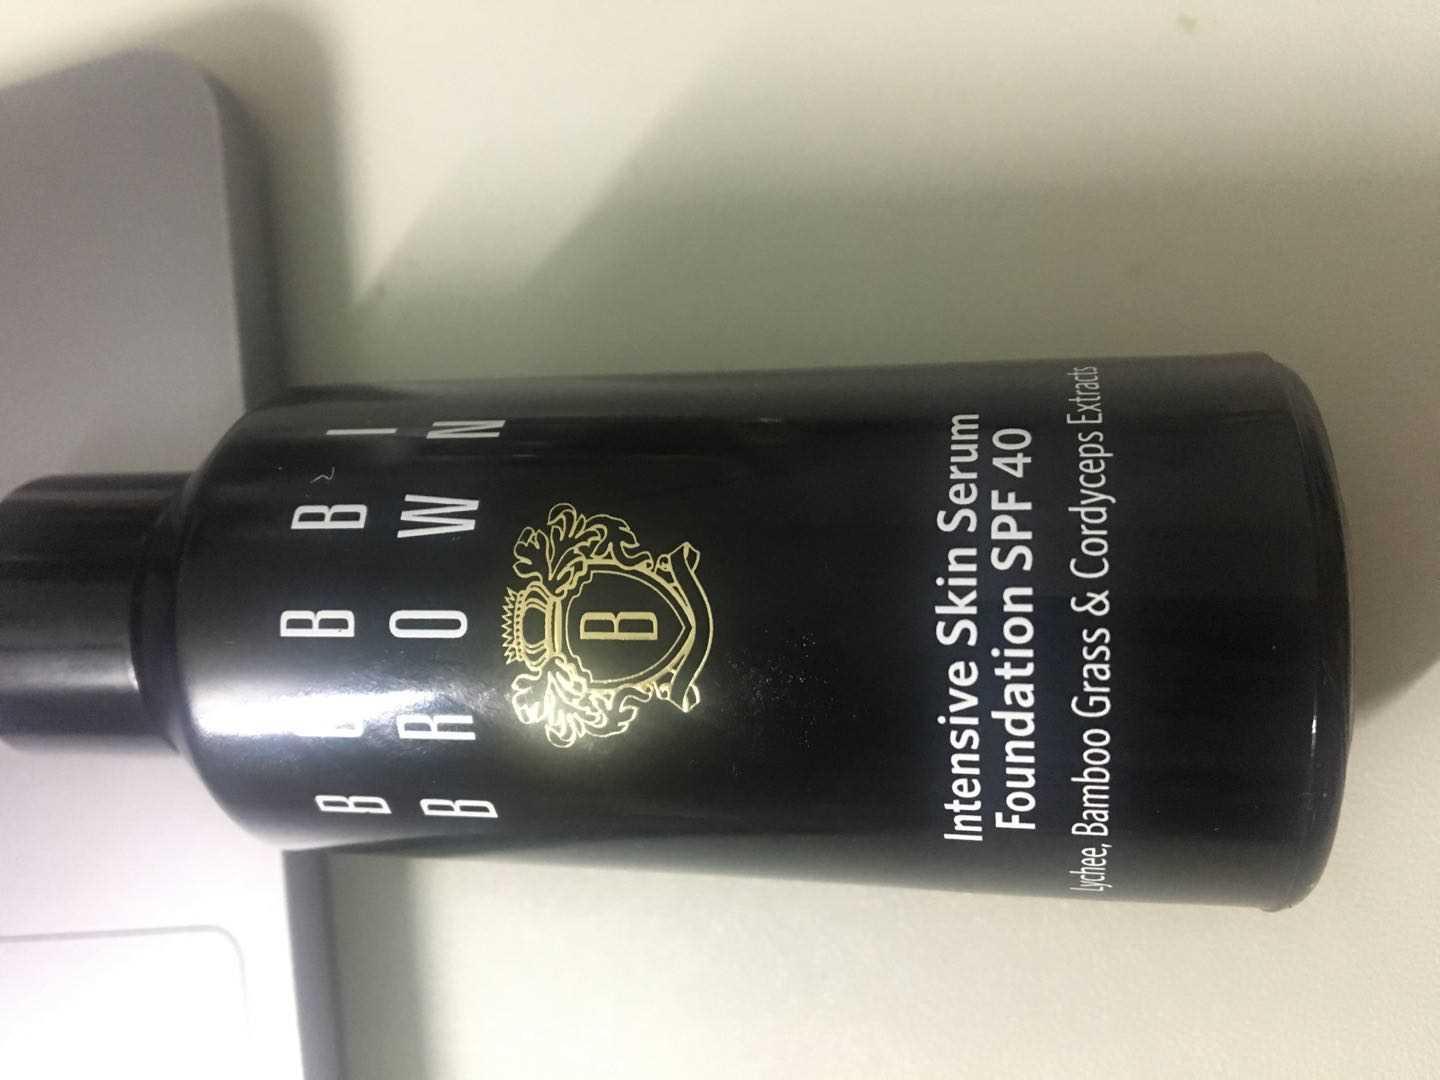 BOBBI
BROWN
B
Intensive Skin Serum
Foundation SPF 40
Lychee, Bamboo Grass & Cordyceps Extracts